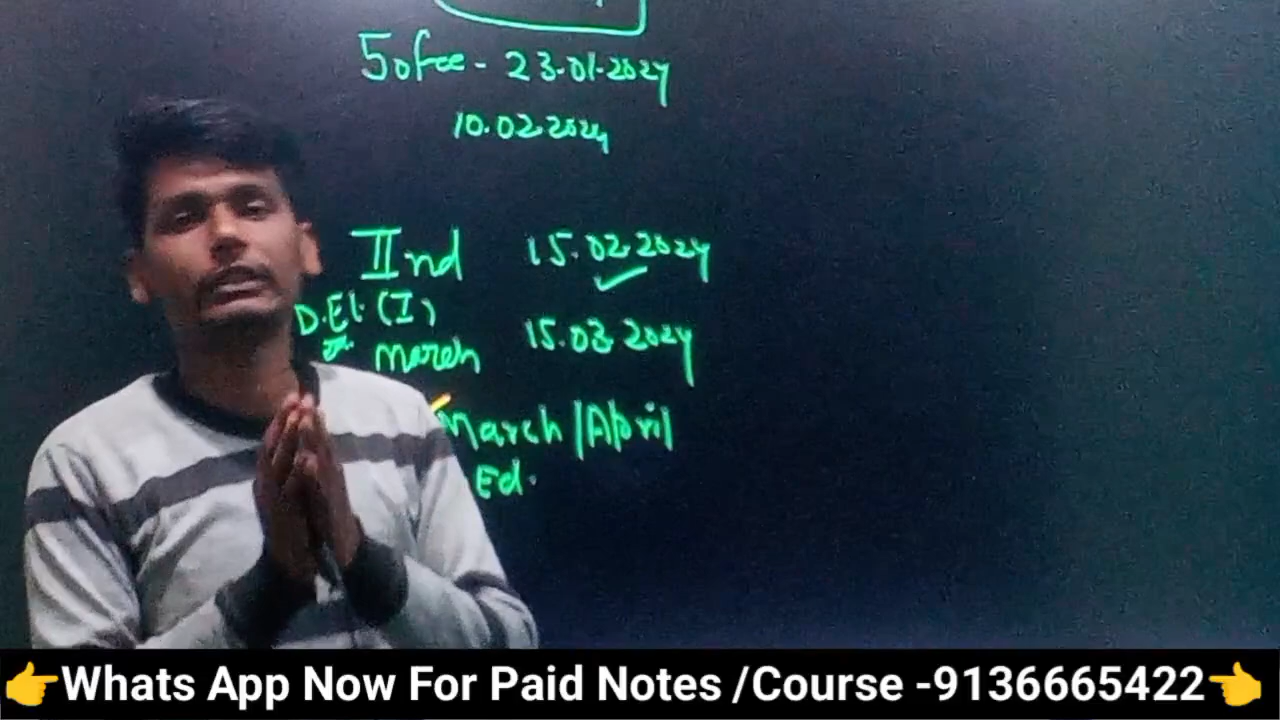 50fee - 23.01.2024
10.02.2024
IInd 15.02.2024
D.El. (I)
March 15.03.2024
March/April
Ed.
👉Whats App Now For Paid Notes /Course -9136665422👈